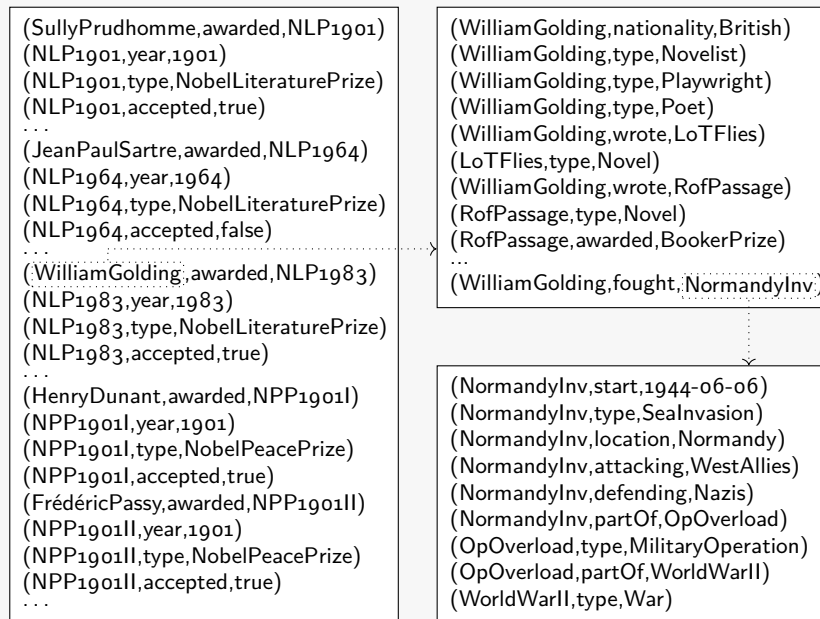 (SullyPrudhomme,awarded,NLP1901)
(NLP1901,year,1901)
(NLP1901,type,NobelLiteraturePrize)
(NLP1901,accepted,true)
...
(JeanPaulSartre,awarded,NLP1964)
(NLP1964,year,1964)
(NLP1964,type,NobelLiteraturePrize)
(NLP1964,accepted,false)
...
(WilliamGolding,awarded,NLP1983)
(NLP1983,year,1983)
(NLP1983,type,NobelLiteraturePrize)
(NLP1983,accepted,true)
...
(HenryDunant,awarded,NPP1901I)
(NPP1901I,year,1901)
(NPP1901I,type,NobelPeacePrize)
(NPP1901I,accepted,true)
(FrédéricPassy,awarded,NPP1901II)
(NPP1901II,year,1901)
(NPP1901II,type,NobelPeacePrize)
(NPP1901II,accepted,true)
...
(WilliamGolding,nationality,British)
(WilliamGolding,type,Novelist)
(WilliamGolding,type,Playwright)
(WilliamGolding,type,Poet)
(WilliamGolding,wrote,LoTFlies)
(LoTFlies,type,Novel)
(WilliamGolding,wrote,RofPassage)
(RofPassage,type,Novel)
(RofPassage,awarded,BookerPrize)
...
(WilliamGolding,fought,NormandyInv)
(NormandyInv,start,1944-06-06)
(NormandyInv,type,SeaInvasion)
(NormandyInv,location,Normandy)
(NormandyInv,attacking,WestAllies)
(NormandyInv,defending,Nazis)
(NormandyInv,partOf,OpOverload)
(OpOverload,type,MilitaryOperation)
(OpOverload,partOf,WorldWarII)
(WorldWarII,type,War)